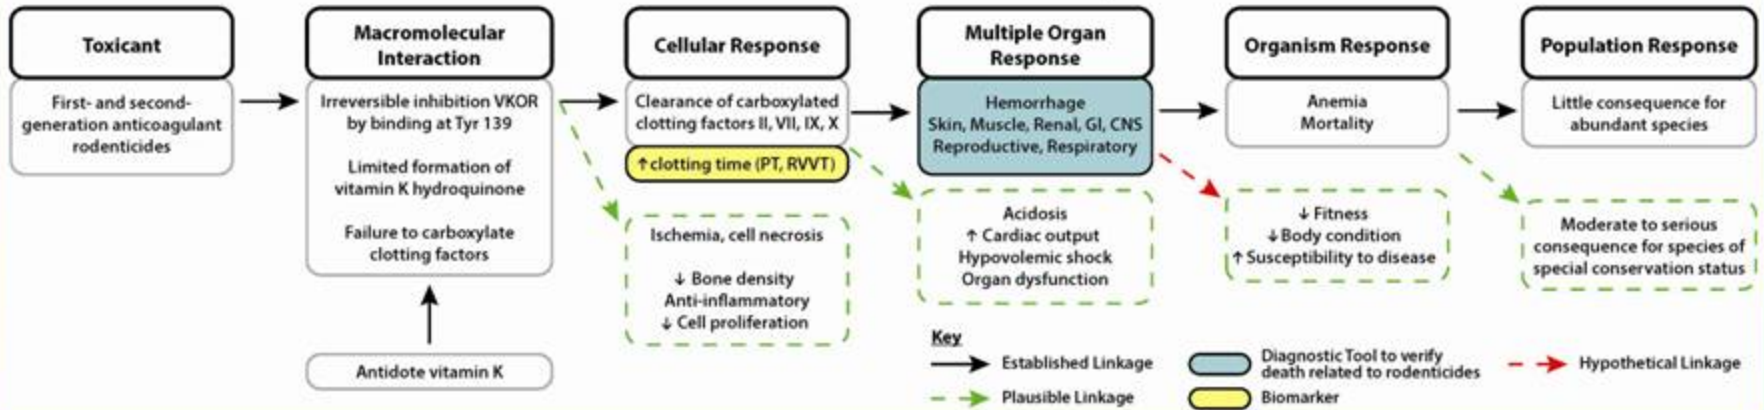 Toxicant
First- and second-
generation anticoagulant
rodenticides
Macromolecular
Interaction
Irreversible inhibition VKOR
by binding at Tyr 139
Limited formation of
vitamin K hydroquinone
Failure to carboxylate
clotting factors
Antidote vitamin K
Cellular Response
Clearance of carboxylated
clotting factors II, VII, IX, X
↑ clotting time (PT, RVVT)
Ischemia, cell necrosis
↓ Bone density
Anti-inflammatory
↓ Cell proliferation
Multiple Organ
Response
Hemorrhage
Skin, Muscle, Renal, GI, CNS
Reproductive, Respiratory
Acidosis
↑ Cardiac output
Hypovolemic shock
Organ dysfunction
Organism Response
Anemia
Mortality
↓ Fitness
↓ Body condition
↑ Susceptibility to disease
Population Response
Little consequence for
abundant species
Moderate to serious
consequence for species of
special conservation status
Key
Established Linkage
Plausible Linkage
Diagnostic Tool to verify
death related to rodenticides
Biomarker
Hypothetical Linkage